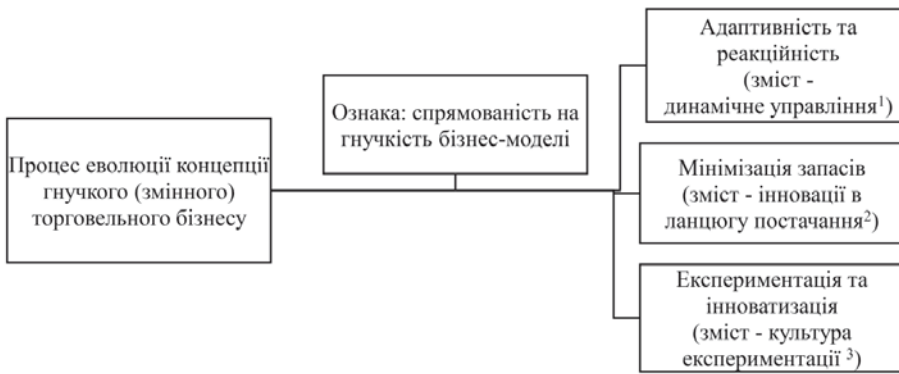 Процес еволюції концепції
гнучкого (змінного)
торговельного бізнесу
Ознака: спрямованість на
гнучкість бізнес-моделі
Адаптивність та
реакційність
(зміст -
динамічне управління¹)
Мінімізація запасів
(зміст - інновації в
ланцюгу постачання²)
Експериментація та
інноватизація
(зміст - культура
експериментації ³)